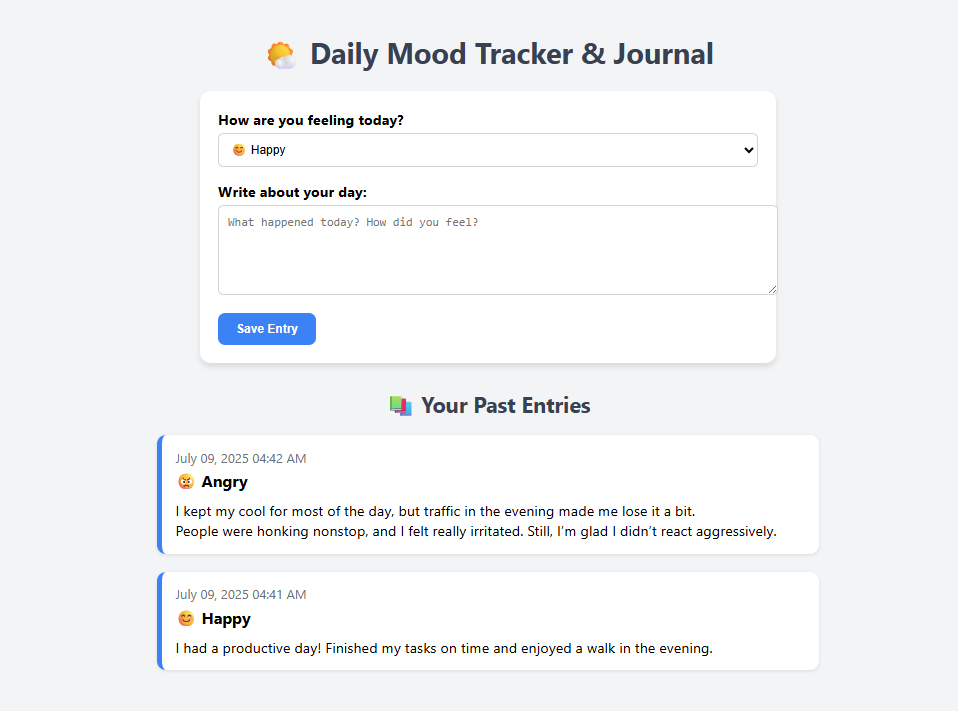 🌤️ Daily Mood Tracker & Journal
How are you feeling today?
😊 Happy
Write about your day:
What happened today? How did you feel?
Save Entry
📚 Your Past Entries
July 09, 2025 04:42 AM
😡 Angry
I kept my cool for most of the day, but traffic in the evening made me lose it a bit.
People were honking nonstop, and I felt really irritated. Still, I’m glad I didn’t react aggressively.
July 09, 2025 04:41 AM
😊 Happy
I had a productive day! Finished my tasks on time and enjoyed a walk in the evening.